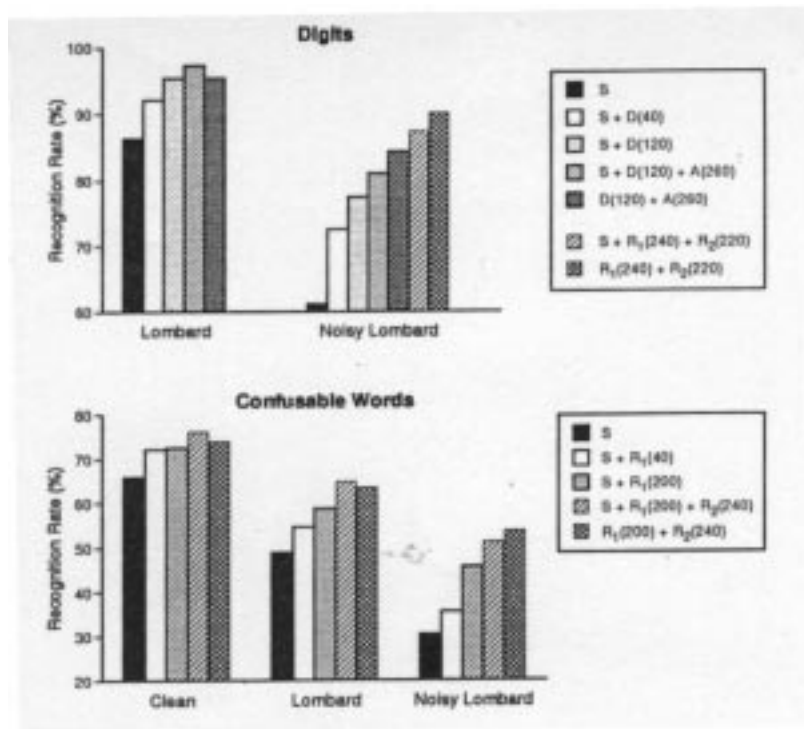 Digits
100
90
80
70
60
Recognition Rate (%)
Lombard
Noisy Lombard
S
S + D(40)
S + D(120)
S + D(120) + A(260)
D(120) + A(260)
S + R1(240) + R2(220)
R1(240) + R2(220)
Confusable Words
80
70
60
50
40
30
20
Recognition Rate (%)
Clean
Lombard
Noisy Lombard
S
S + R1(40)
S + R1(200)
S + R1(200) + R2(240)
R1(200) + R2(240)